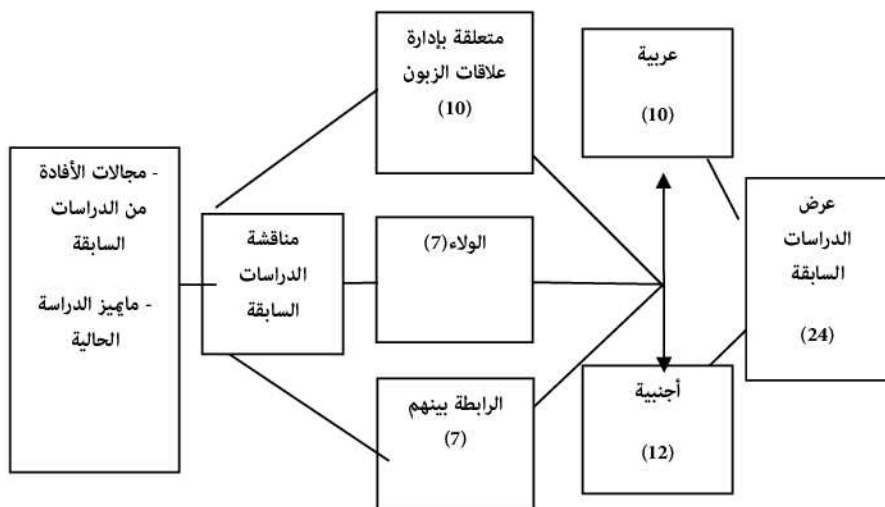 عرض
الدراسات
السابقة
(24)
عربية
(10)
أجنبية
(12)
متعلقة بإدارة
علاقات الزبون
(10)
الولاء(7)
الرابطة بينهم
(7)
مناقشة
الدراسات
السابقة
- مجالات الأفادة
من الدراسات
السابقة
- مايميز الدراسة
الحالية